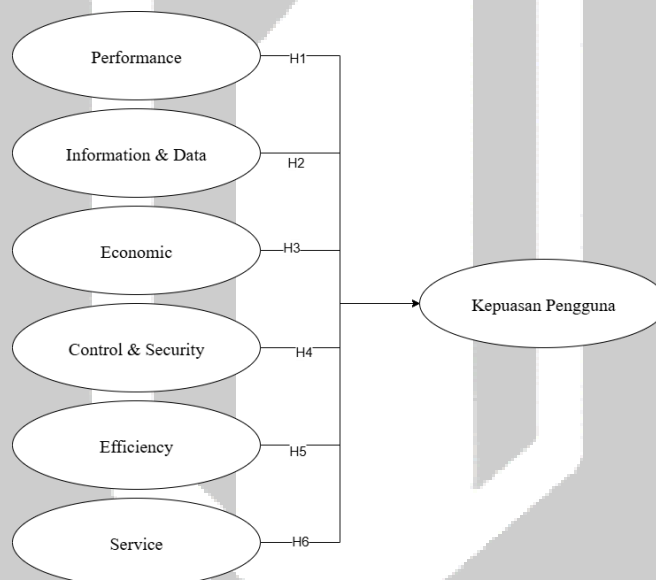 Performance
H1
Information & Data
H2
Economic
H3
Kepuasan Pengguna
Control & Security
H4
Efficiency
H5
Service
H6